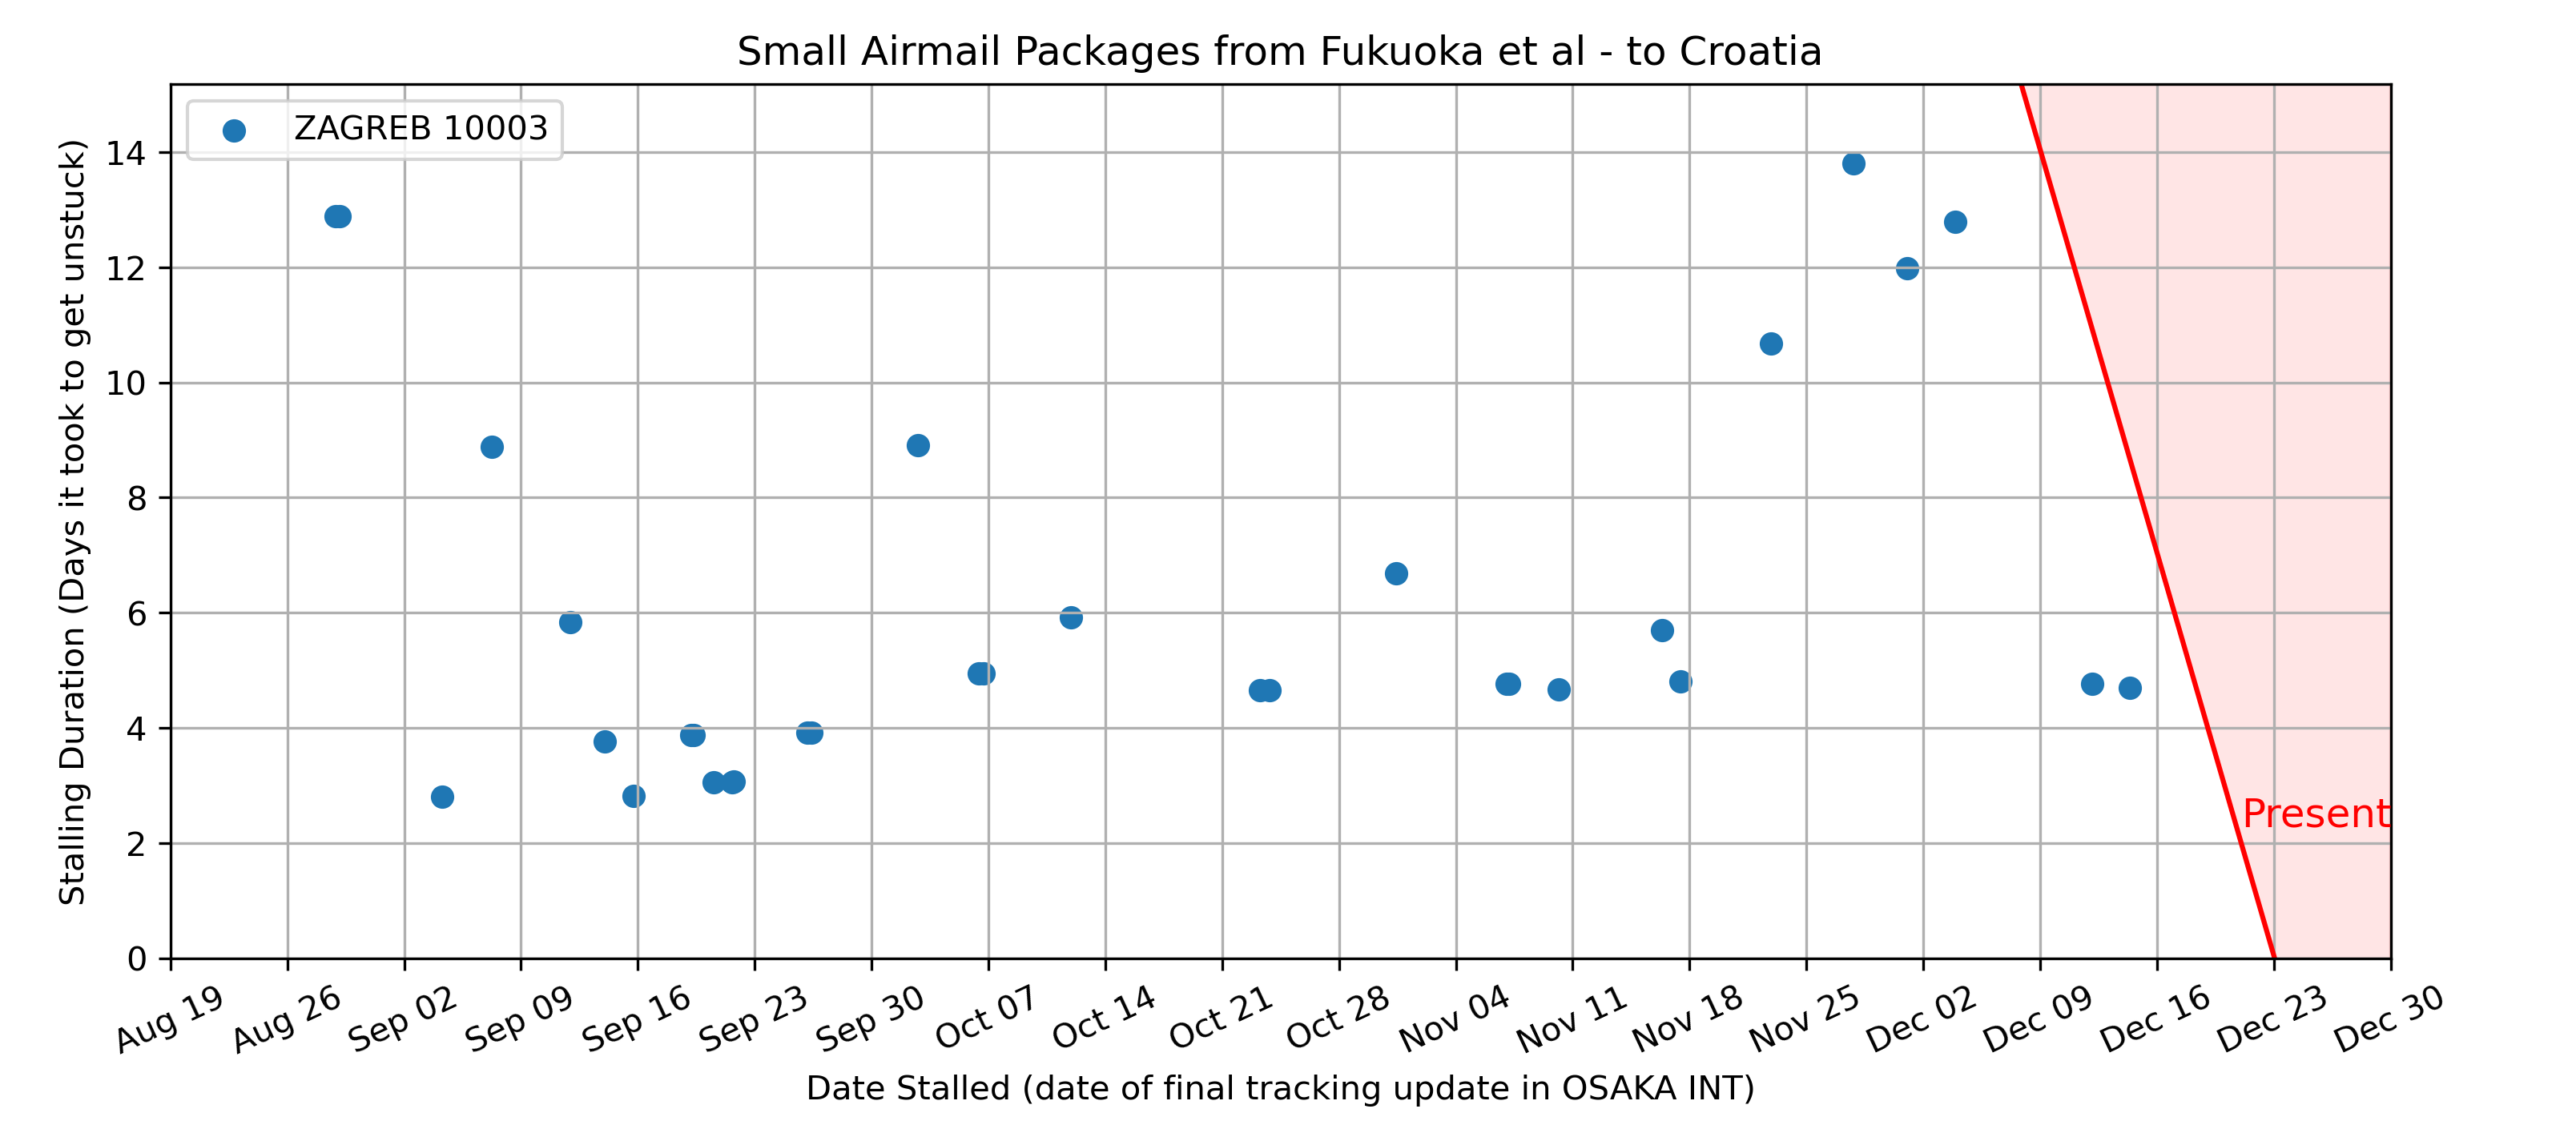 Small Airmail Packages from Fukuoka et al - to Croatia
ZAGREB 10003
Stalling Duration (Days it took to get unstuck)
14
12
10
8
6
4
2
0
Present
Aug 19
Aug 26
Sep 02
Sep 09
Sep 16
Sep 23
Sep 30
Oct 07
Oct 14
Oct 21
Oct 28
Nov 04
Nov 11
Nov 18
Nov 25
Dec 02
Dec 09
Dec 16
Dec 23
Dec 30
Date Stalled (date of final tracking update in OSAKA INT)